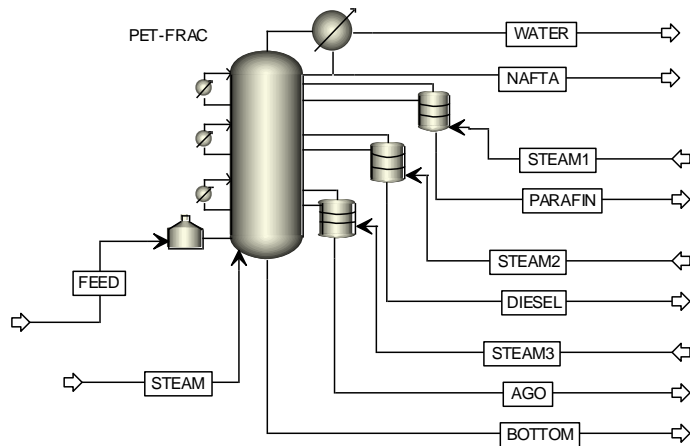 WATER
PET-FRAC
NAFTA
STEAM1
PARAFIN
STEAM2
FEED
DIESEL
STEAM3
STEAM
AGO
BOTTOM